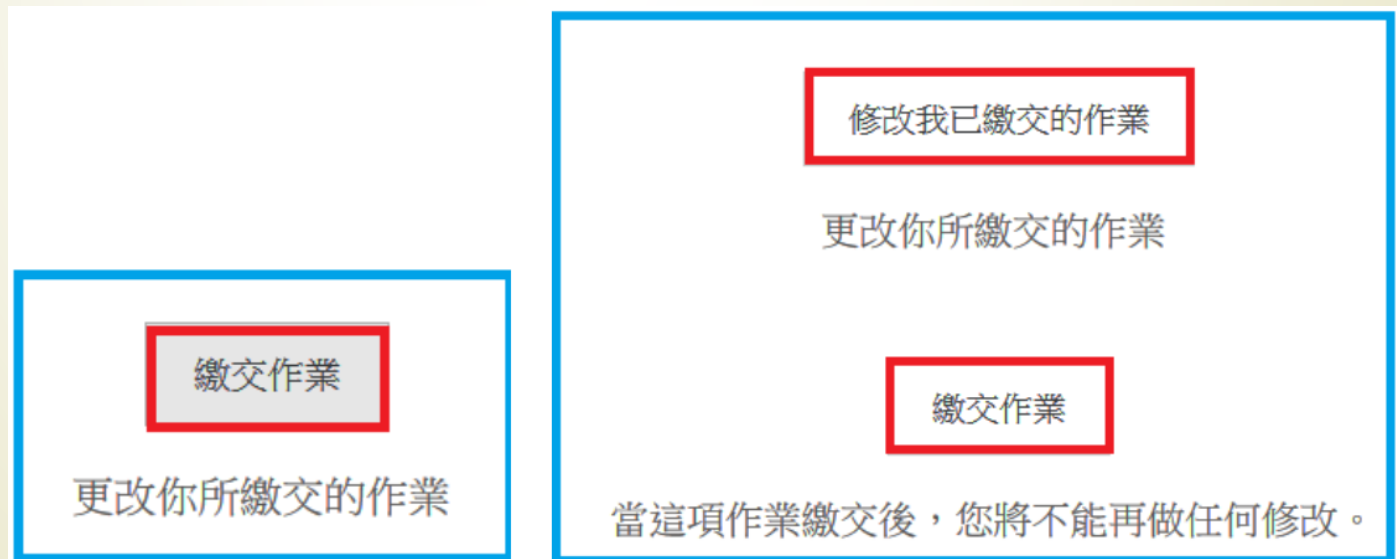 繳交作業
更改你所繳交的作業
修改我已繳交的作業
更改你所繳交的作業
繳交作業
當這項作業繳交後，您將不能再做任何修改。